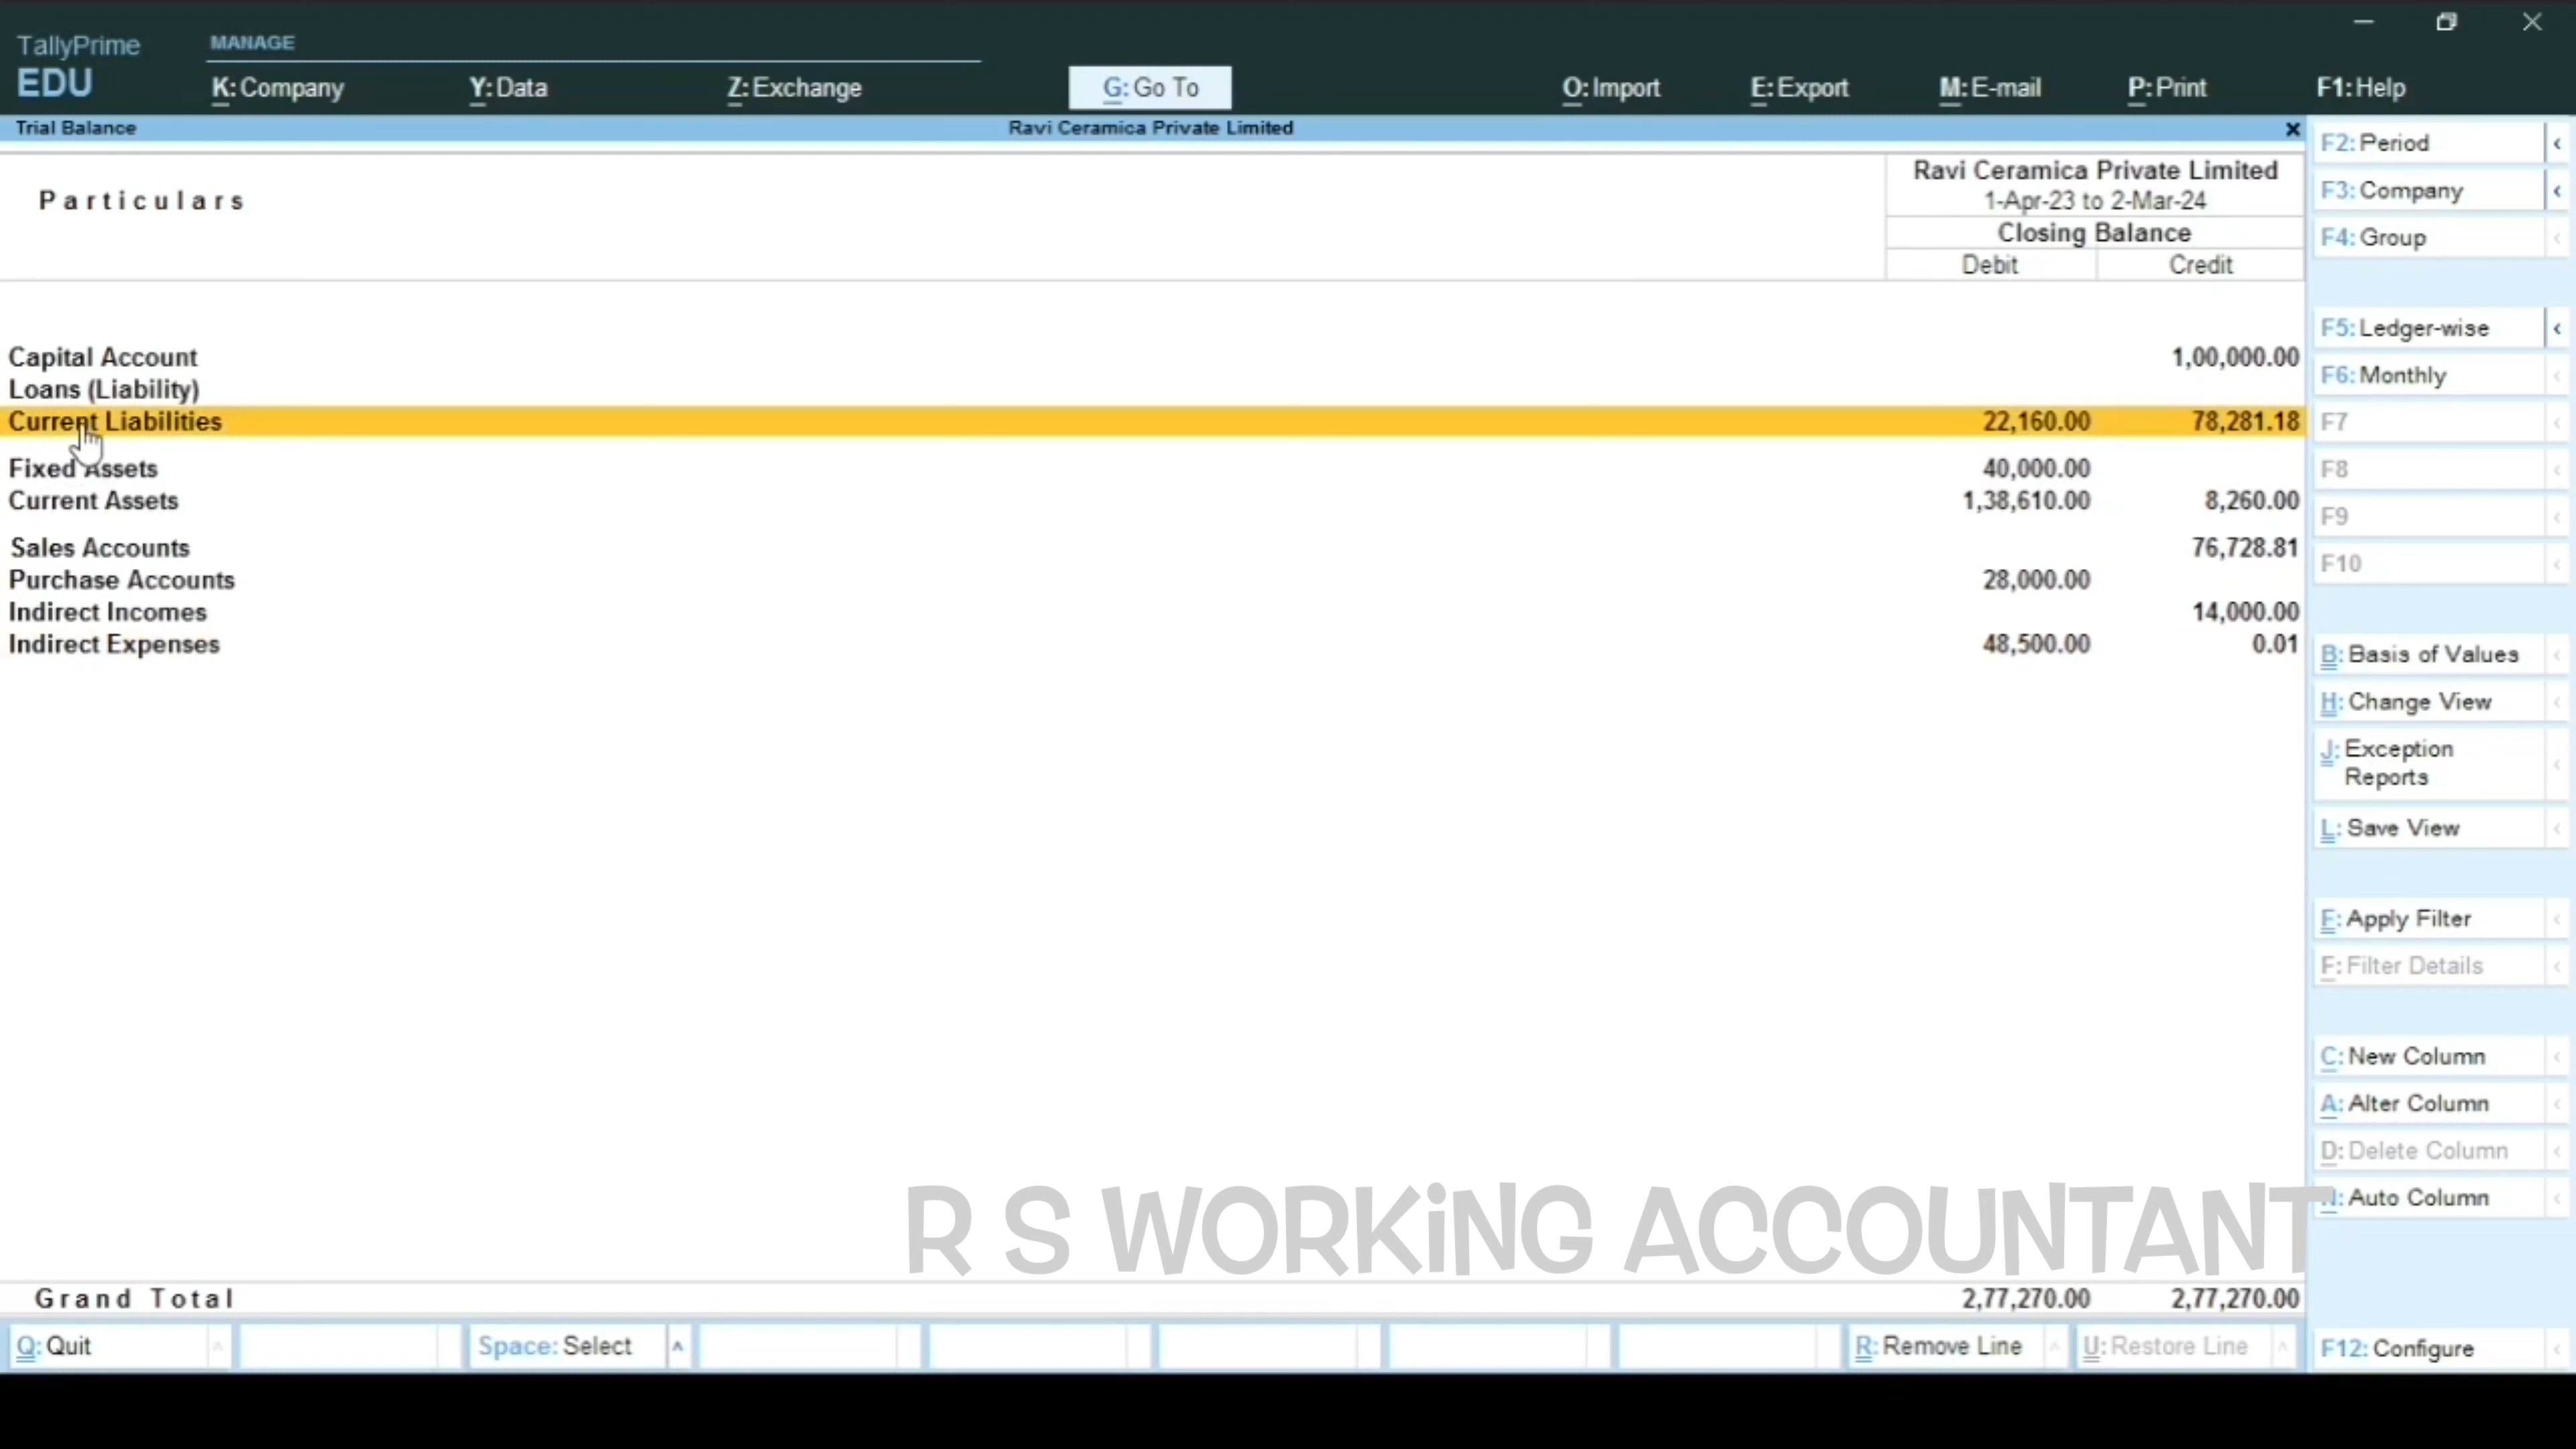 TallyPrime
EDU
MANAGE
K: Company Y: Data Z: Exchange G: Go To O: Import E: Export M: E-mail P: Print F1: Help
Trial Balance Ravi Ceramica Private Limited
Particulars
Ravi Ceramica Private Limited
1-Apr-23 to 2-Mar-24
Closing Balance
Debit Credit
Capital Account 1,00,000.00
Loans (Liability)
Current Liabilities 22,160.00 78,281.18
Fixed Assets 40,000.00
Current Assets 1,38,610.00 8,260.00
Sales Accounts 76,728.81
Purchase Accounts 28,000.00
Indirect Incomes 14,000.00
Indirect Expenses 48,500.00 0.01
Grand Total 2,77,270.00 2,77,270.00
F2: Period
F3: Company
F4: Group
F5: Ledger-wise
F6: Monthly
F7
F8
F9
F10
B: Basis of Values
H: Change View
J: Exception
Reports
L: Save View
F: Apply Filter
F: Filter Details
C: New Column
A: Alter Column
D: Delete Column
N: Auto Column
F12: Configure
R S WORKiNG ACCOUNTANT
Q: Quit Space: Select R: Remove Line U: Restore Line